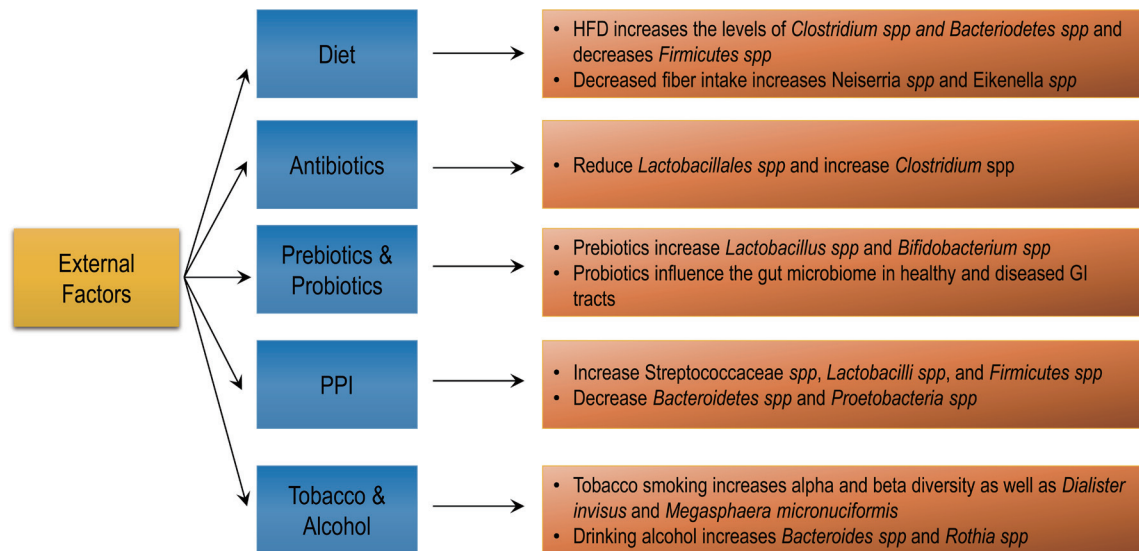 External
Factors
Diet
• HFD increases the levels of Clostridium spp and Bacteriodetes spp and
decreases Firmicutes spp
• Decreased fiber intake increases Neiserria spp and Eikenella spp
Antibiotics
• Reduce Lactobacillales spp and increase Clostridium spp
Prebiotics &
Probiotics
• Prebiotics increase Lactobacillus spp and Bifidobacterium spp
• Probiotics influence the gut microbiome in healthy and diseased GI
tracts
PPI
• Increase Streptococcaceae spp, Lactobacilli spp, and Firmicutes spp
• Decrease Bacteroidetes spp and Proetobacteria spp
Tobacco &
Alcohol
• Tobacco smoking increases alpha and beta diversity as well as Dialister
invisus and Megasphaera micronuciformis
• Drinking alcohol increases Bacteroides spp and Rothia spp